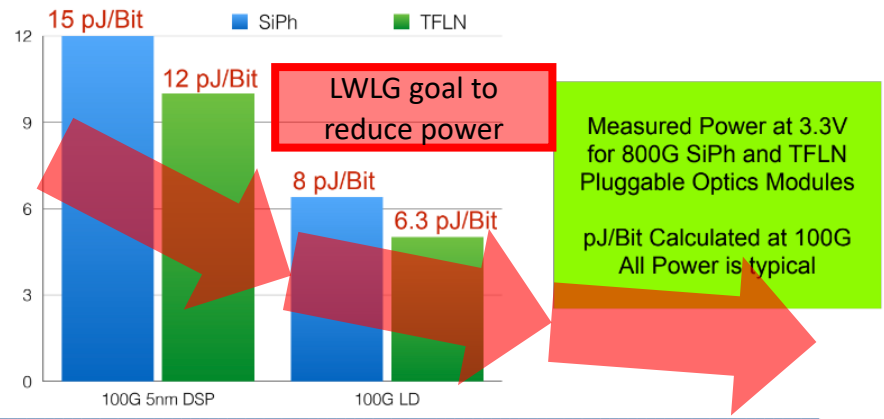 15 pJ/Bit
SiPh
TFLN
12
12 pJ/Bit
LWLG goal to
reduce power
9
Measured Power at 3.3V
for 800G SiPh and TFLN
Pluggable Optics Modules
8 pJ/Bit
6
6.3 pJ/Bit
pJ/Bit Calculated at 100G
All Power is typical
3
0
100G 5nm DSP
100G LD